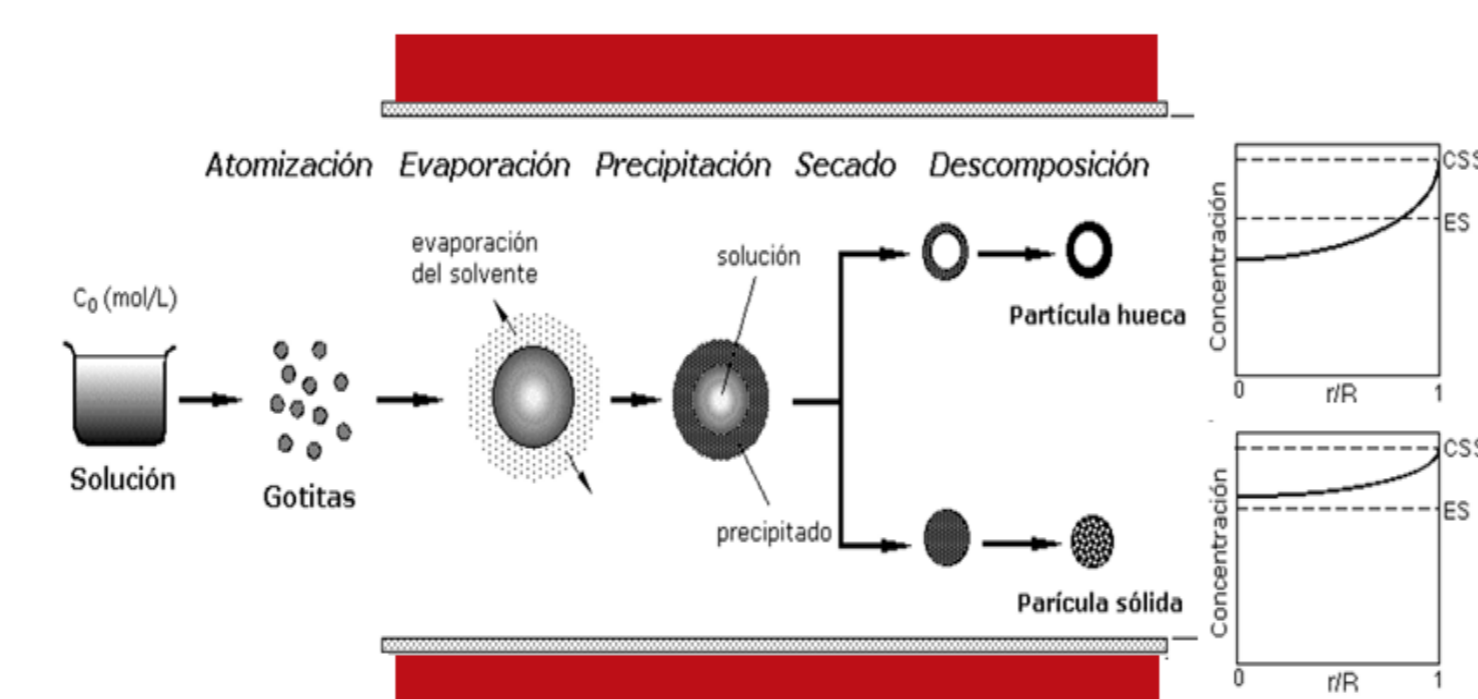 Atomización Evaporación Precipitación Secado Descomposición
evaporación
del solvente
solución
C₀ (mol/L)
Partícula hueca
Solución
Gotitas
precipitado
Parícula sólida
Concentración
CSS
ES
0 r/R 1
Concentración
CSS
ES
0 r/R 1